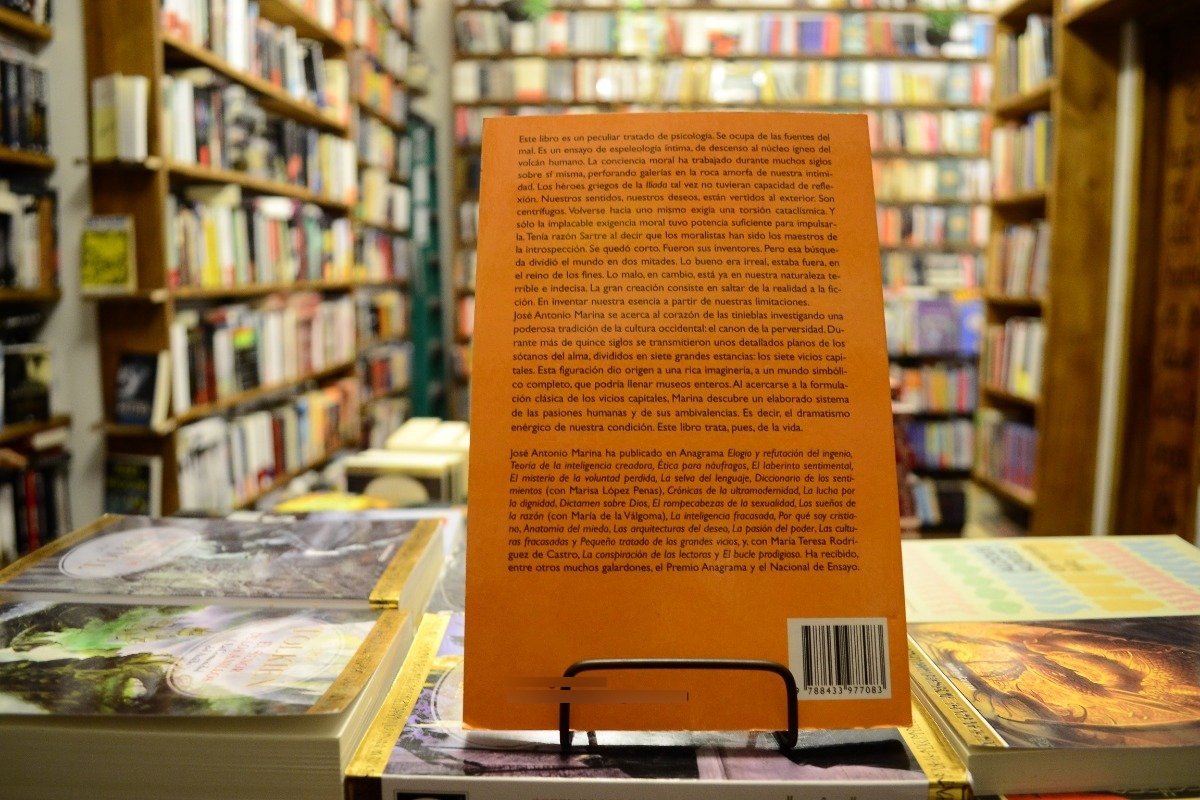 Este libro es un peculiar tratado de psicología. Se ocupa de las fuentes del
mal. Es un ensayo de espeleología íntima, de descenso al núcleo ígneo del
volcán humano. La conciencia moral ha trabajado durante muchos siglos
sobre sí misma, perforando galerías en la roca amorfa de nuestra intimi-
dad. Los héroes griegos de la Ilíada tal vez no tuvieran capacidad de refle-
xión. Nuestros sentidos, nuestros deseos, están vertidos al exterior. Son
centrífugos. Volverse hacia uno mismo exigía una torsión cataclísmica. Y
sólo la implacable exigencia moral tuvo potencia suficiente para impulsar-
la. Tenía razón Sartre al decir que los moralistas han sido los maestros de
la introspección. Se quedó corto. Fueron sus inventores. Pero esa búsque-
da dividió el mundo en dos mitades. Lo bueno era irreal, estaba fuera, en
el reino de los fines. Lo malo, en cambio, está ya en nuestra naturaleza te-
rrible e indecisa. La gran creación consiste en saltar de la realidad a la fic-
ción. En inventar nuestra esencia a partir de nuestras limitaciones.
José Antonio Marina se acerca al corazón de las tinieblas investigando una
poderosa tradición de la cultura occidental: el canon de la perversidad. Du-
rante más de quince siglos se transmitieron unos detallados planos de los
sótanos del alma, divididos en siete grandes estancias: los siete vicios capi-
tales. Esta figuración dio origen a una rica imaginería, a un mundo simbóli-
co completo, que podría llenar museos enteros. Al acercarse a la formula-
ción clásica de los vicios capitales, Marina descubre un elaborado sistema
de las pasiones humanas y de sus ambivalencias. Es decir, el dramatismo
enérgico de nuestra condición. Este libro trata, pues, de la vida.
José Antonio Marina ha publicado en Anagrama Elogio y refutación del ingenio,
Teoría de la inteligencia creadora, Ética para náufragos, El laberinto sentimental,
El misterio de la voluntad perdida, La selva del lenguaje, Diccionario de los senti-
mientos (con Marisa López Penas), Crónicas de la ultramodernidad, La lucha por
la dignidad, Dictamen sobre Dios, El rompecabezas de la sexualidad, Los sueños de
la razón (con María de la Válgoma), La inteligencia fracasada, Por qué soy cristia-
no, Anatomía del miedo, Las arquitecturas del deseo, La pasión del poder, Las cultu-
ras fracasadas y Pequeño tratado de los grandes vicios, y, con María Teresa Rodrí-
guez de Castro, La conspiración de las lectoras y El bucle prodigioso. Ha recibido,
entre otros muchos galardones, el Premio Anagrama y el Nacional de Ensayo.
9 788433 977083
TOLKIEN